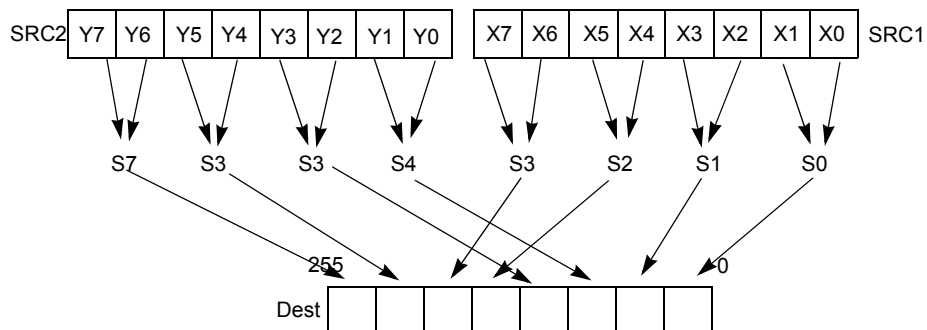 SRC2 Y7 Y6 Y5 Y4 Y3 Y2 Y1 Y0 X7 X6 X5 X4 X3 X2 X1 X0 SRC1
S7 S3 S3 S4 S3 S2 S1 S0
255 0
Dest